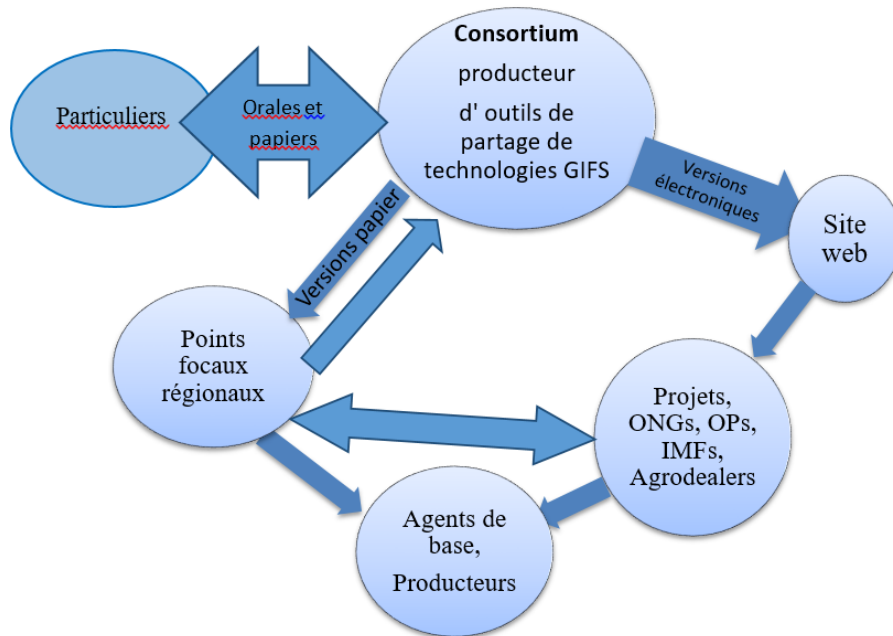 Consortium
producteur
d' outils de
partage de
technologies GIFS
Particuliers
Orales et
papiers
Versions
électroniques
Site
web
Versions papier
Points
focaux
régionaux
Projets,
ONGs, OPs,
IMFs,
Agrodealers
Agents de
base,
Producteurs